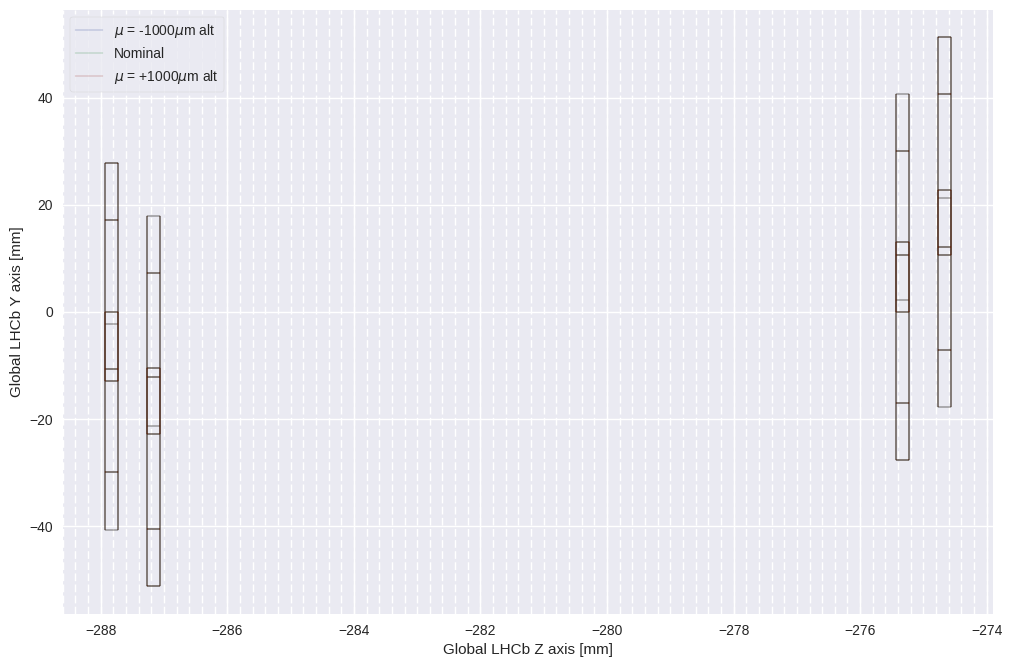 μ = -1000μm alt
Nominal
μ = +1000μm alt
40
20
0
−20
−40
Global LHCb Y axis [mm]
−288 −286 −284 −282 −280 −278 −276 −274
Global LHCb Z axis [mm]